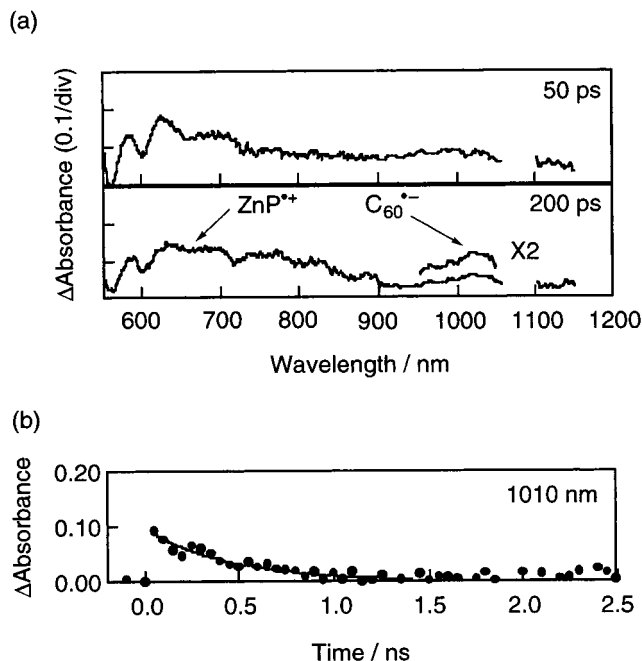 (a)
ΔAbsorbance (0.1/div)
50 ps
ZnP•+
C60•−
200 ps
X2
600 700 800 900 1000 1100 1200
Wavelength / nm
(b)
ΔAbsorbance
0.20
0.10
0.00
1010 nm
0.0 0.5 1.0 1.5 2.0 2.5
Time / ns